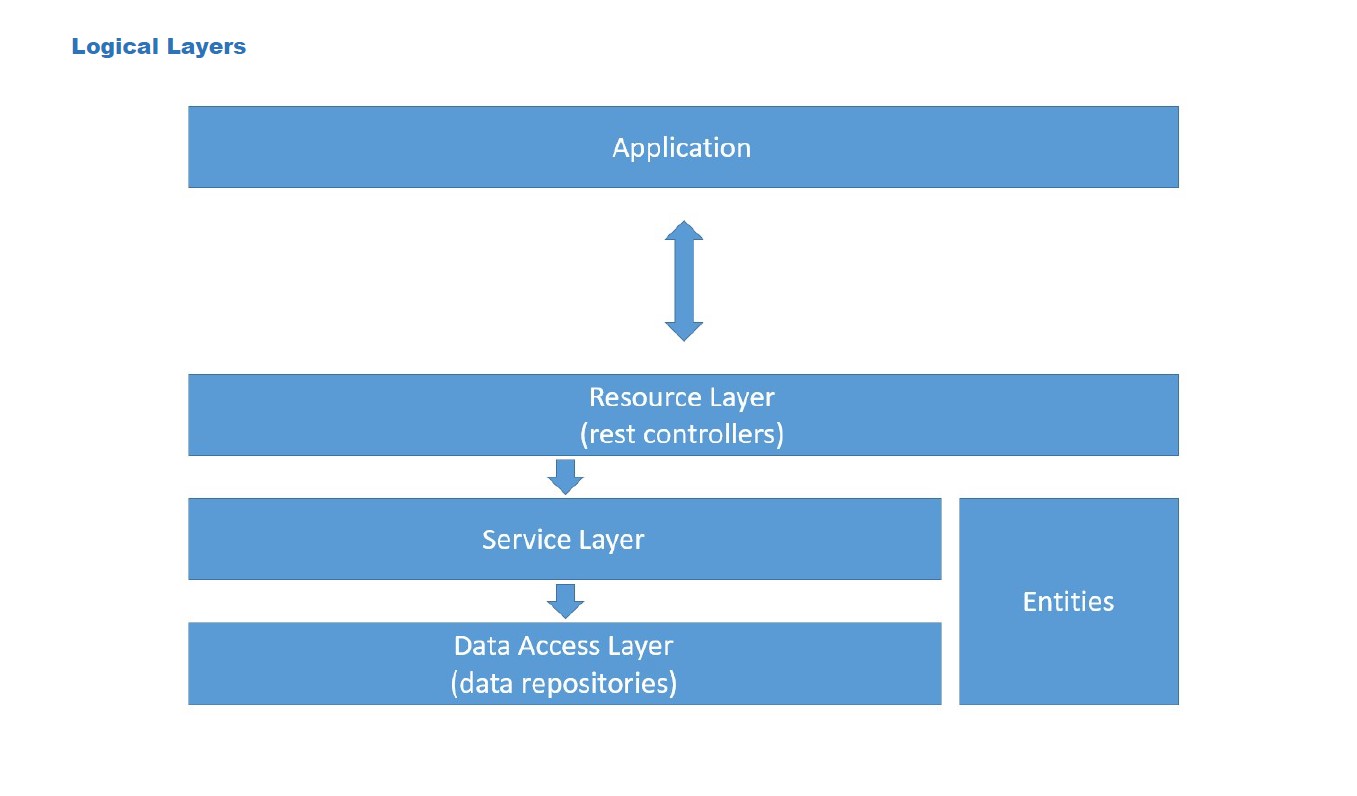 Logical Layers
Application
Resource Layer
(rest controllers)
Service Layer
Entities
Data Access Layer
(data repositories)